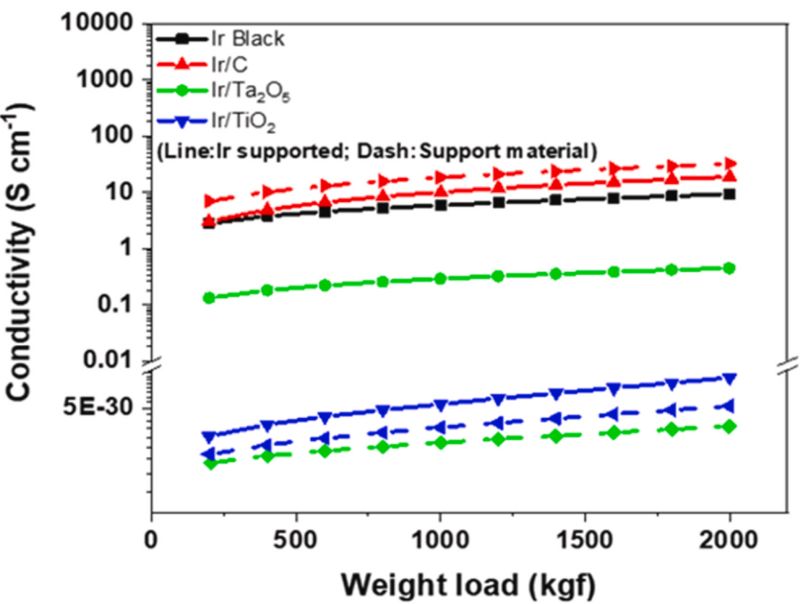 10000
1000
100
10
1
0.1
0.01
5E-30
Conductivity (S cm⁻¹)
Ir Black
Ir/C
Ir/Ta₂O₅
Ir/TiO₂
(Line:Ir supported; Dash:Support material)
0 500 1000 1500 2000
Weight load (kgf)